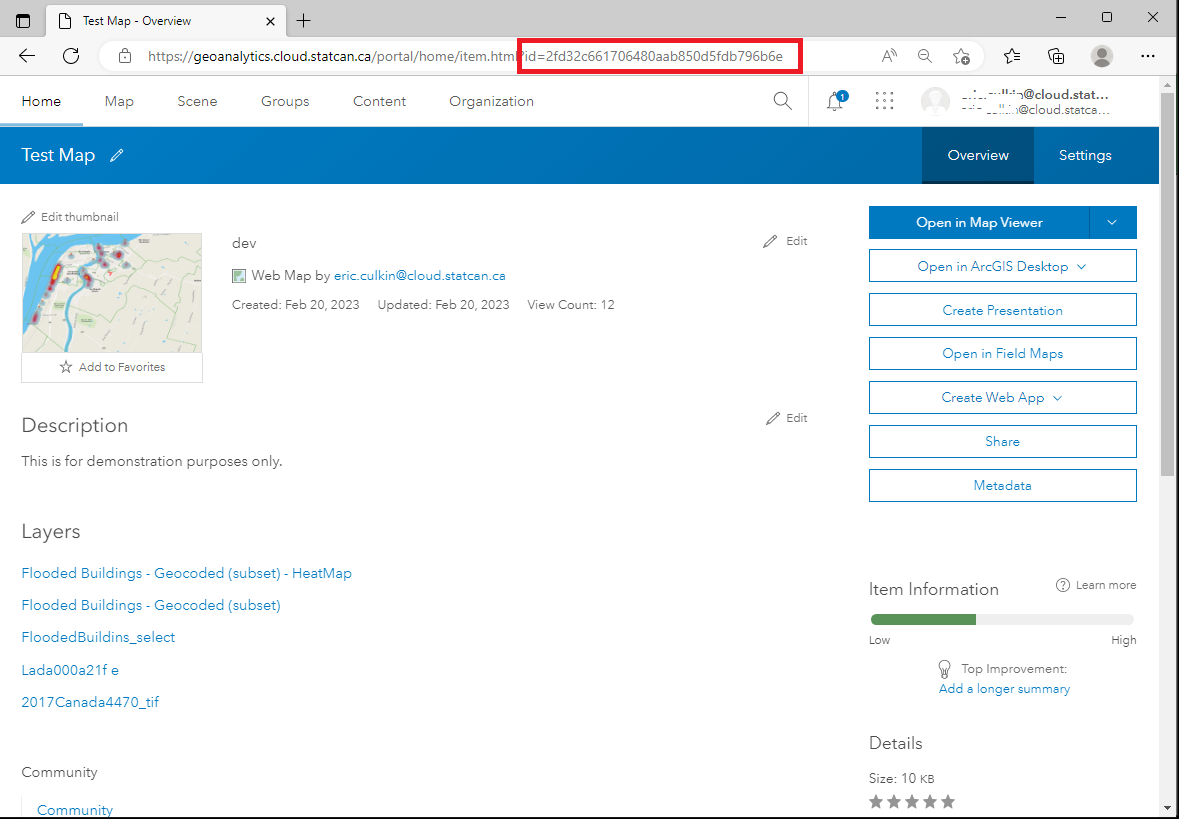 Test Map - Overview
https://geoanalytics.cloud.statcan.ca/portal/home/item.html?id=2fd32c661706480aab850d5fdb796b6e
Home Map Scene Groups Content Organization
1
@cloud.stat...
@cloud.statca...
Test Map
Overview Settings
Edit thumbnail
Add to Favorites
dev
Edit
Web Map by eric.culkin@cloud.statcan.ca
Created: Feb 20, 2023 Updated: Feb 20, 2023 View Count: 12
Description
Edit
This is for demonstration purposes only.
Layers
Flooded Buildings - Geocoded (subset) - HeatMap
Flooded Buildings - Geocoded (subset)
FloodedBuildins_select
Lada000a21f e
2017Canada4470_tif
Community
Community
Open in Map Viewer
Open in ArcGIS Desktop
Create Presentation
Open in Field Maps
Create Web App
Share
Metadata
Item Information
Learn more
Low High
Top Improvement:
Add a longer summary
Details
Size: 10 KB